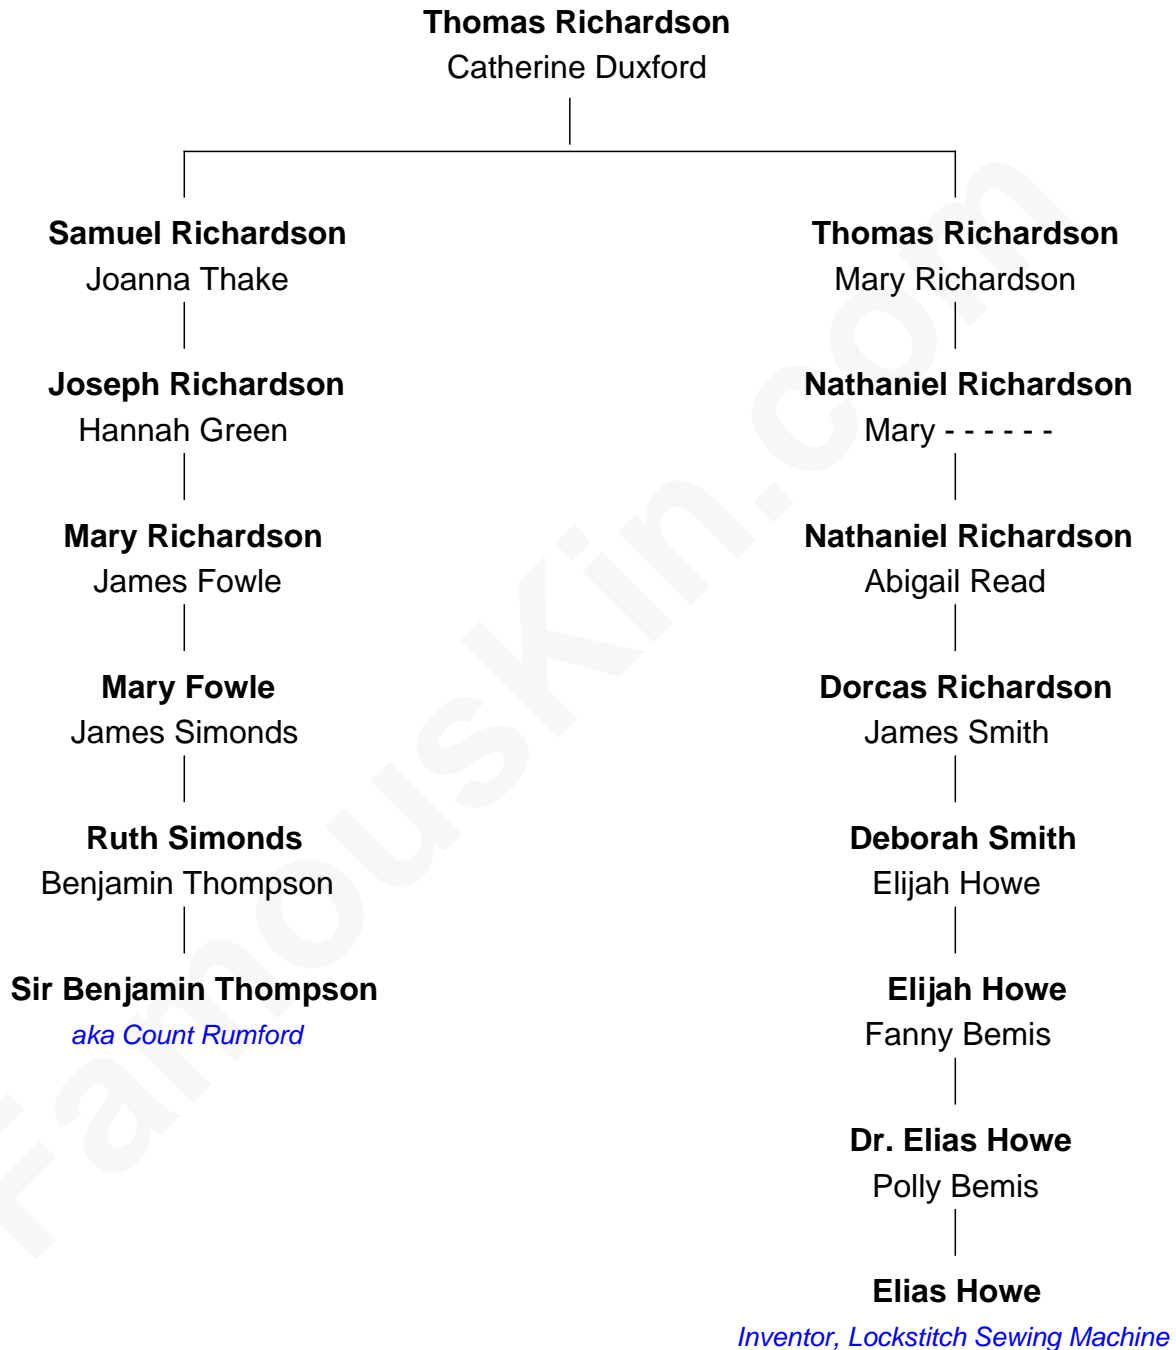 Thomas Richardson
Catherine Duxford
Samuel Richardson
Joanna Thake
Thomas Richardson
Mary Richardson
Joseph Richardson
Hannah Green
Nathaniel Richardson
Mary - - - - - -
Mary Richardson
James Fowle
Nathaniel Richardson
Abigail Read
Mary Fowle
James Simonds
Dorcas Richardson
James Smith
Ruth Simonds
Benjamin Thompson
Deborah Smith
Elijah Howe
Sir Benjamin Thompson
aka Count Rumford
Elijah Howe
Fanny Bemis
Dr. Elias Howe
Polly Bemis
Elias Howe
Inventor, Lockstitch Sewing Machine
FamousKin.com